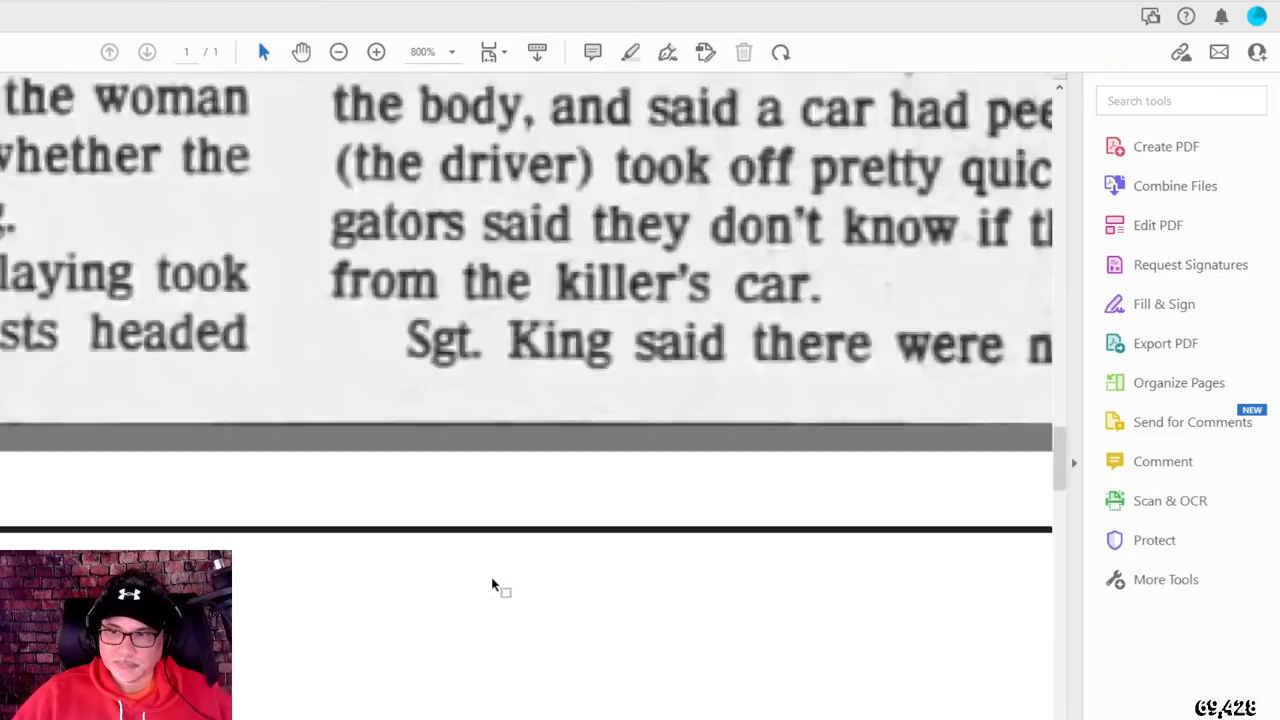 1 / 1
800%
the woman
whether the
laying took
headed
the body, and said a car had
(the driver) took off pretty
gators said they don't know if
from the killer's car.
Sgt. King said there were
Search tools
Create PDF
Combine Files
Edit PDF
Request Signatures
Fill & Sign
Export PDF
Organize Pages
NEW
Send for Comments
Comment
Scan & OCR
Protect
More Tools
69,428